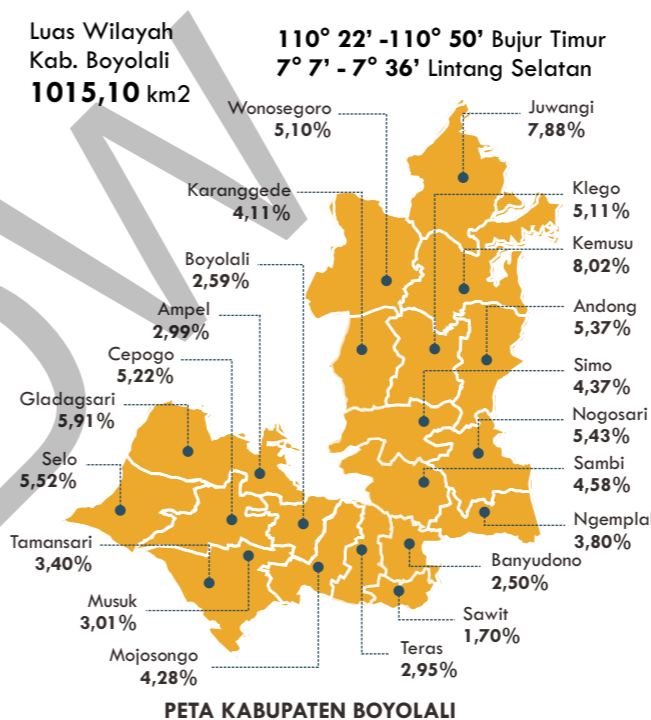 Luas Wilayah
Kab. Boyolali
1015,10 km2
110° 22' -110° 50' Bujur Timur
7° 7' - 7° 36' Lintang Selatan
Wonosegoro
5,10%
Juwangi
7,88%
Karanggede
4,11%
Klego
5,11%
Boyolali
2,59%
Kemusu
8,02%
Ampel
2,99%
Andong
5,37%
Cepogo
5,22%
Simo
4,37%
Gladagsari
5,91%
Nogosari
5,43%
Selo
5,52%
Sambi
4,58%
Tamansari
3,40%
Ngemplal
3,80%
Musuk
3,01%
Banyudono
2,50%
Mojosongo
4,28%
Teras
2,95%
Sawit
1,70%
PETA KABUPATEN BOYOLALI